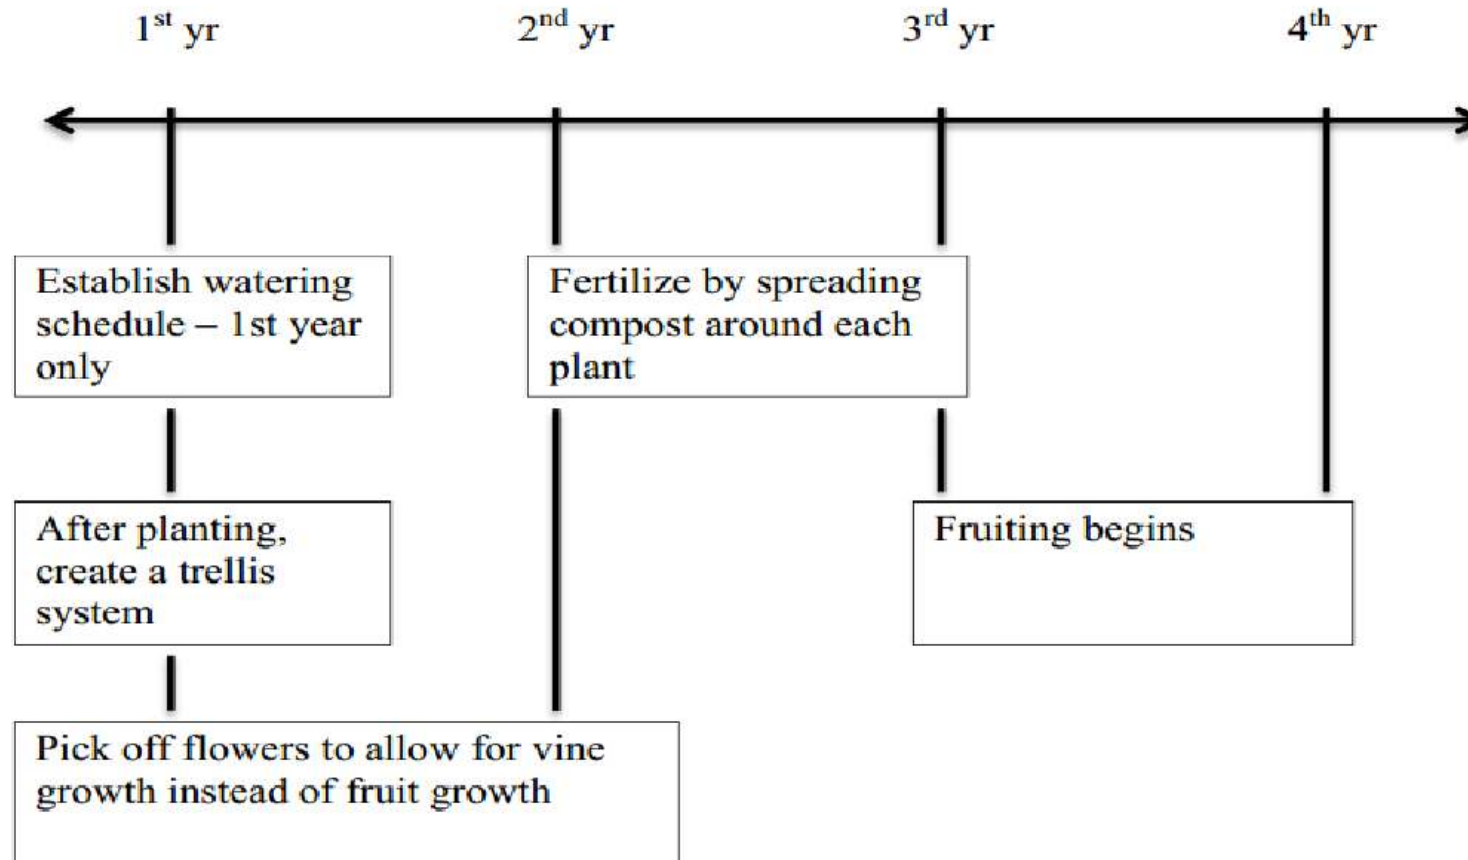 1st yr
2nd yr
3rd yr
4th yr
Establish watering
schedule – 1st year
only
Fertilize by spreading
compost around each
plant
After planting,
create a trellis
system
Fruiting begins
Pick off flowers to allow for vine
growth instead of fruit growth